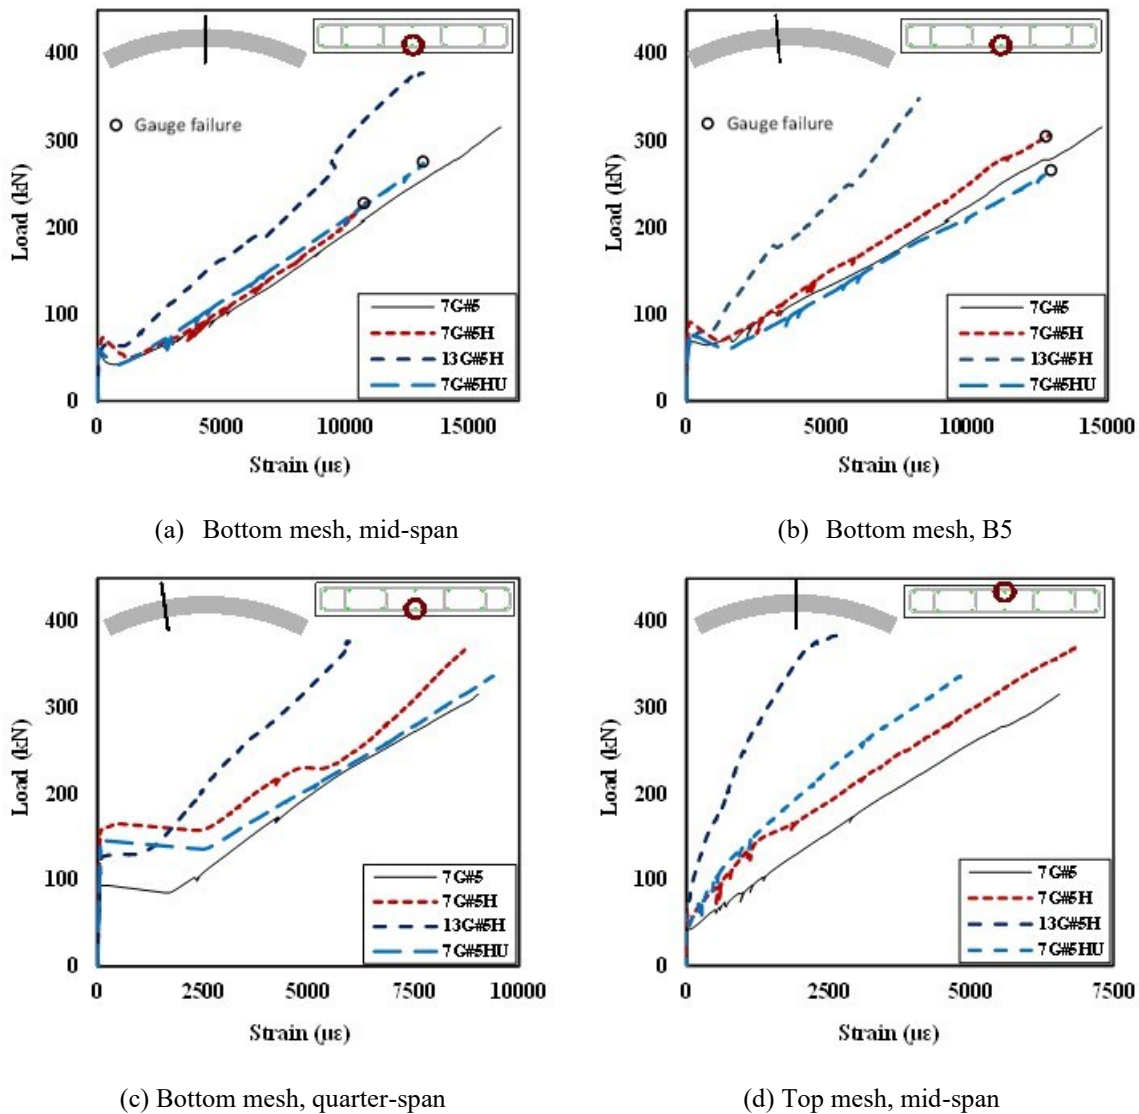 400
300
200
100
0
Load (kN)
Gauge failure
7G#5
7G#5H
13G#5H
7G#5HU
0 5000 10000 15000
Strain (με)
(a) Bottom mesh, mid-span
400
300
200
100
0
Load (kN)
Gauge failure
7G#5
7G#5H
13G#5H
7G#5HU
0 5000 10000 15000
Strain (με)
(b) Bottom mesh, B5
400
300
200
100
0
Load (kN)
7G#5
7G#5H
13G#5H
7G#5HU
0 2500 5000 7500 10000
Strain (με)
(c) Bottom mesh, quarter-span
400
300
200
100
0
Load (kN)
7G#5
7G#5H
13G#5H
7G#5HU
0 2500 5000 7500
Strain (με)
(d) Top mesh, mid-span